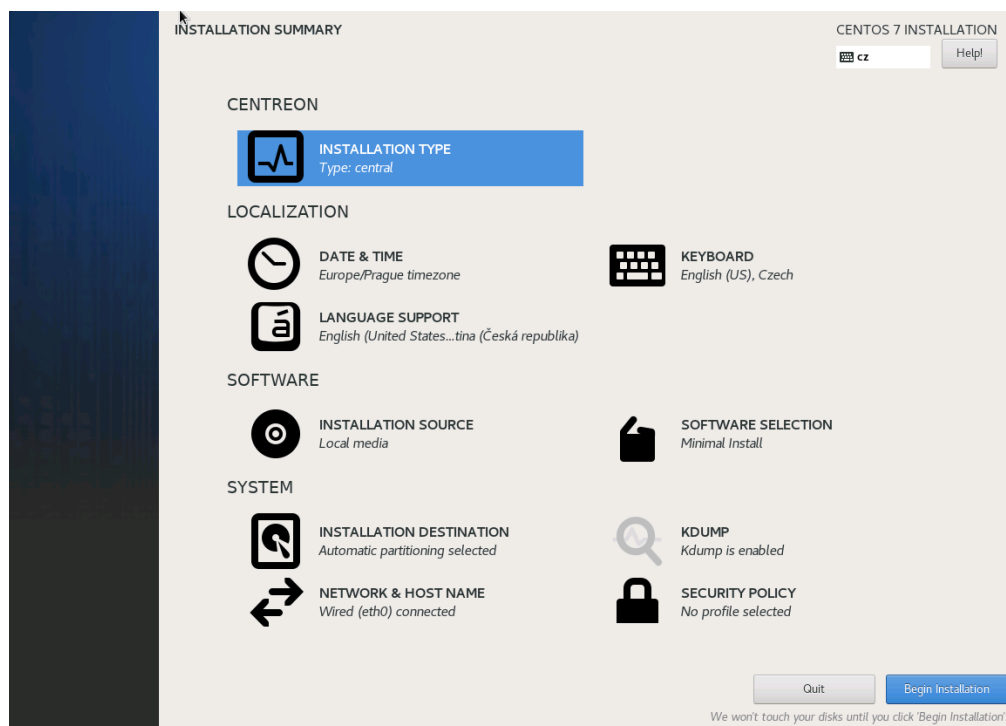 INSTALLATION SUMMARY
CENTOS 7 INSTALLATION
cz
Help!
CENTREON
INSTALLATION TYPE
Type: central
LOCALIZATION
DATE & TIME
Europe/Prague timezone
KEYBOARD
English (US), Czech
LANGUAGE SUPPORT
English (United States...tina (Česká republika)
SOFTWARE
INSTALLATION SOURCE
Local media
SOFTWARE SELECTION
Minimal Install
SYSTEM
INSTALLATION DESTINATION
Automatic partitioning selected
KDUMP
Kdump is enabled
NETWORK & HOST NAME
Wired (eth0) connected
SECURITY POLICY
No profile selected
Quit
Begin Installation
We won't touch your disks until you click 'Begin Installation'